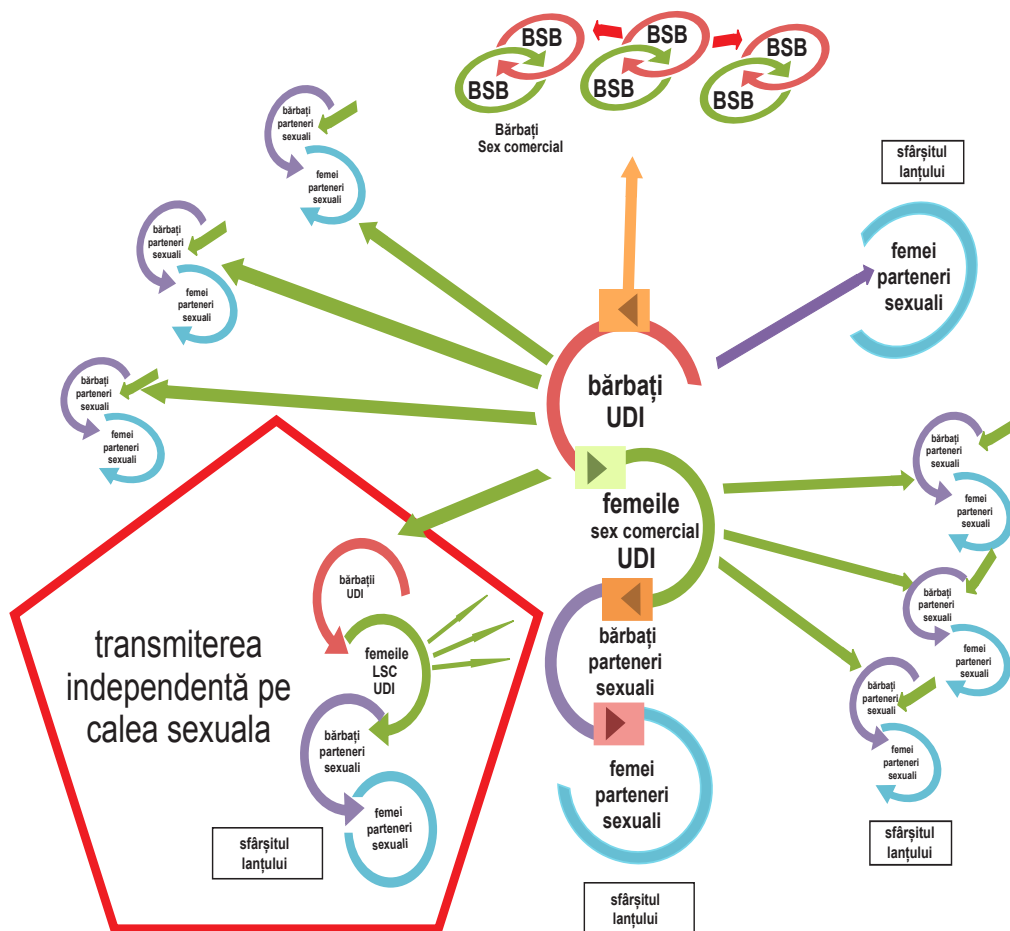 BSB
BSB
BSB
BSB
BSB
BSB
Bărbați
Sex comercial
sfârșitul
lanțului
bărbați
parteneri
sexuali
femei
parteneri
sexuali
bărbați
parteneri
sexuali
femei
parteneri
sexuali
femei
parteneri
sexuali
bărbați
parteneri
sexuali
femei
parteneri
sexuali
bărbați
UDI
femeile
sex comercial
UDI
bărbați
parteneri
sexuali
femei
parteneri
sexuali
sfârșitul
lanțului
bărbați
parteneri
sexuali
femei
parteneri
sexuali
bărbați
parteneri
sexuali
femei
parteneri
sexuali
bărbați
parteneri
sexuali
femei
parteneri
sexuali
sfârșitul
lanțului
transmiterea
independentă pe
calea sexuala
bărbații
UDI
femeile
LSC
UDI
bărbați
parteneri
sexuali
femei
parteneri
sexuali
sfârșitul
lanțului